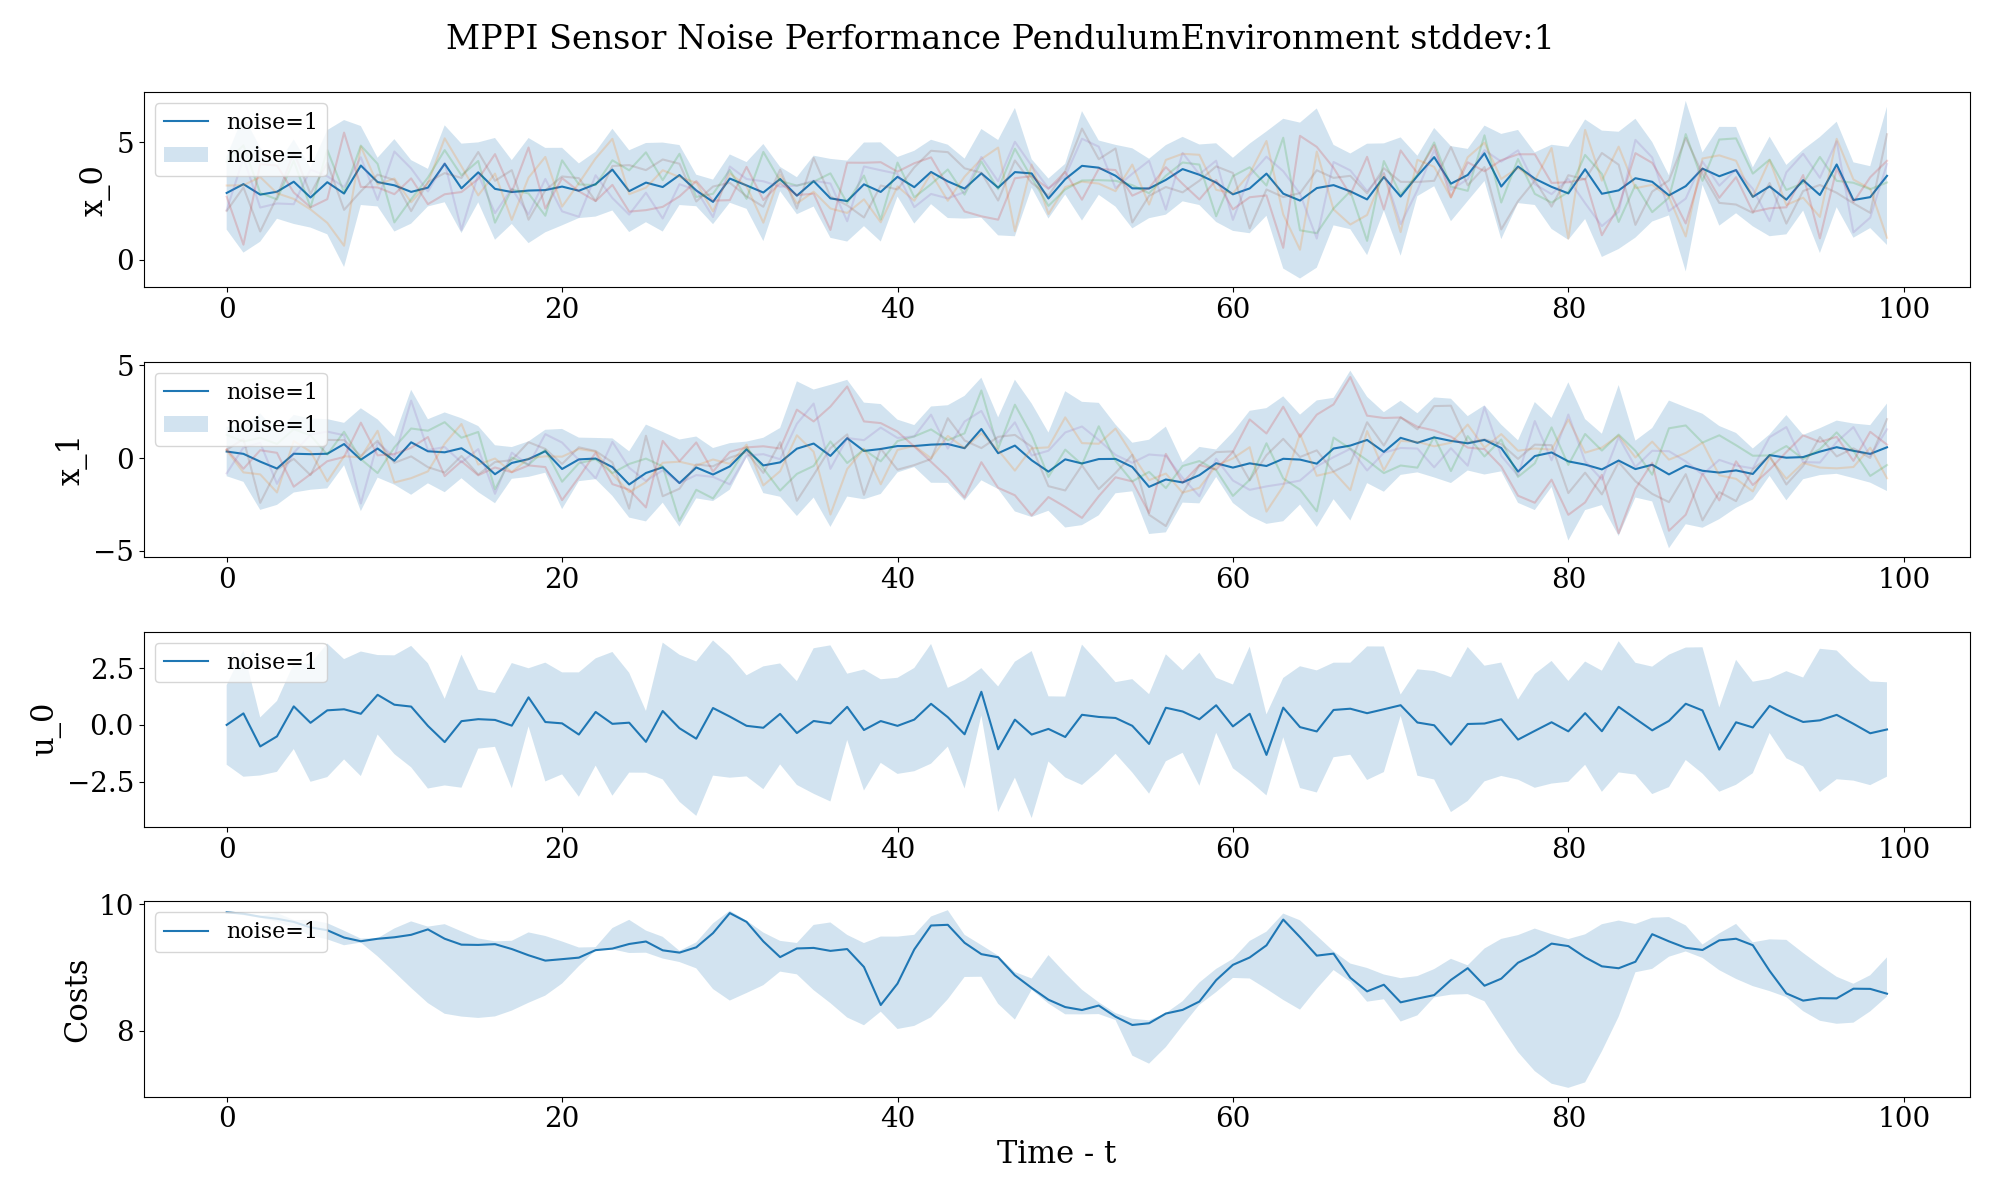 MPPI Sensor Noise Performance PendulumEnvironment stddev:1
x_0
5
0
noise=1
noise=1
0 20 40 60 80 100
x_1
5
0
−5
noise=1
noise=1
0 20 40 60 80 100
u_0
2.5
0.0
−2.5
noise=1
0 20 40 60 80 100
Costs
10
8
noise=1
0 20 40 60 80 100
Time - t